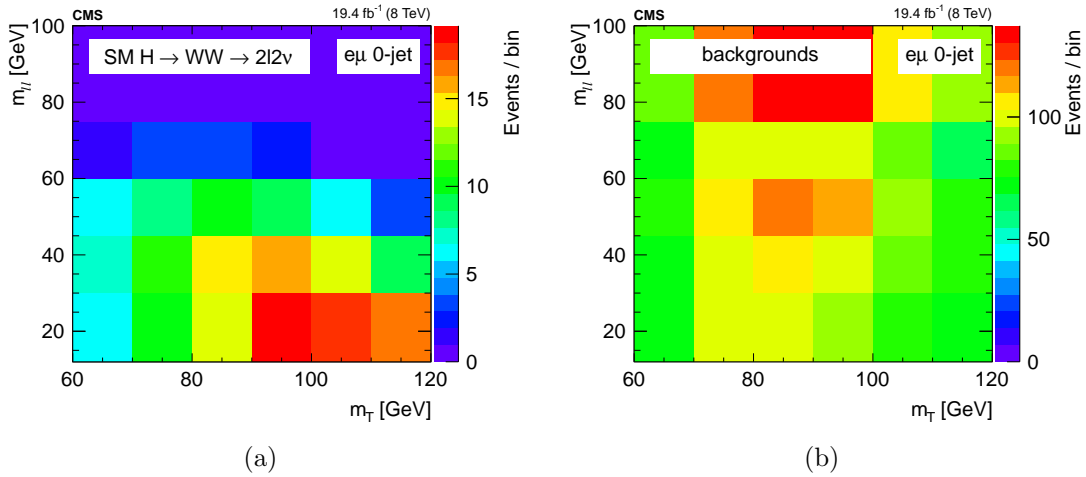 CMS 19.4 fb⁻¹ (8 TeV)
SM H → WW → 2l2ν eμ 0-jet
m_ll [GeV]
100
80
60
40
20
60 80 100 120
m_T [GeV]
Events / bin
15
10
5
0
(a)
CMS 19.4 fb⁻¹ (8 TeV)
backgrounds eμ 0-jet
m_ll [GeV]
100
80
60
40
20
60 80 100 120
m_T [GeV]
Events / bin
100
50
0
(b)